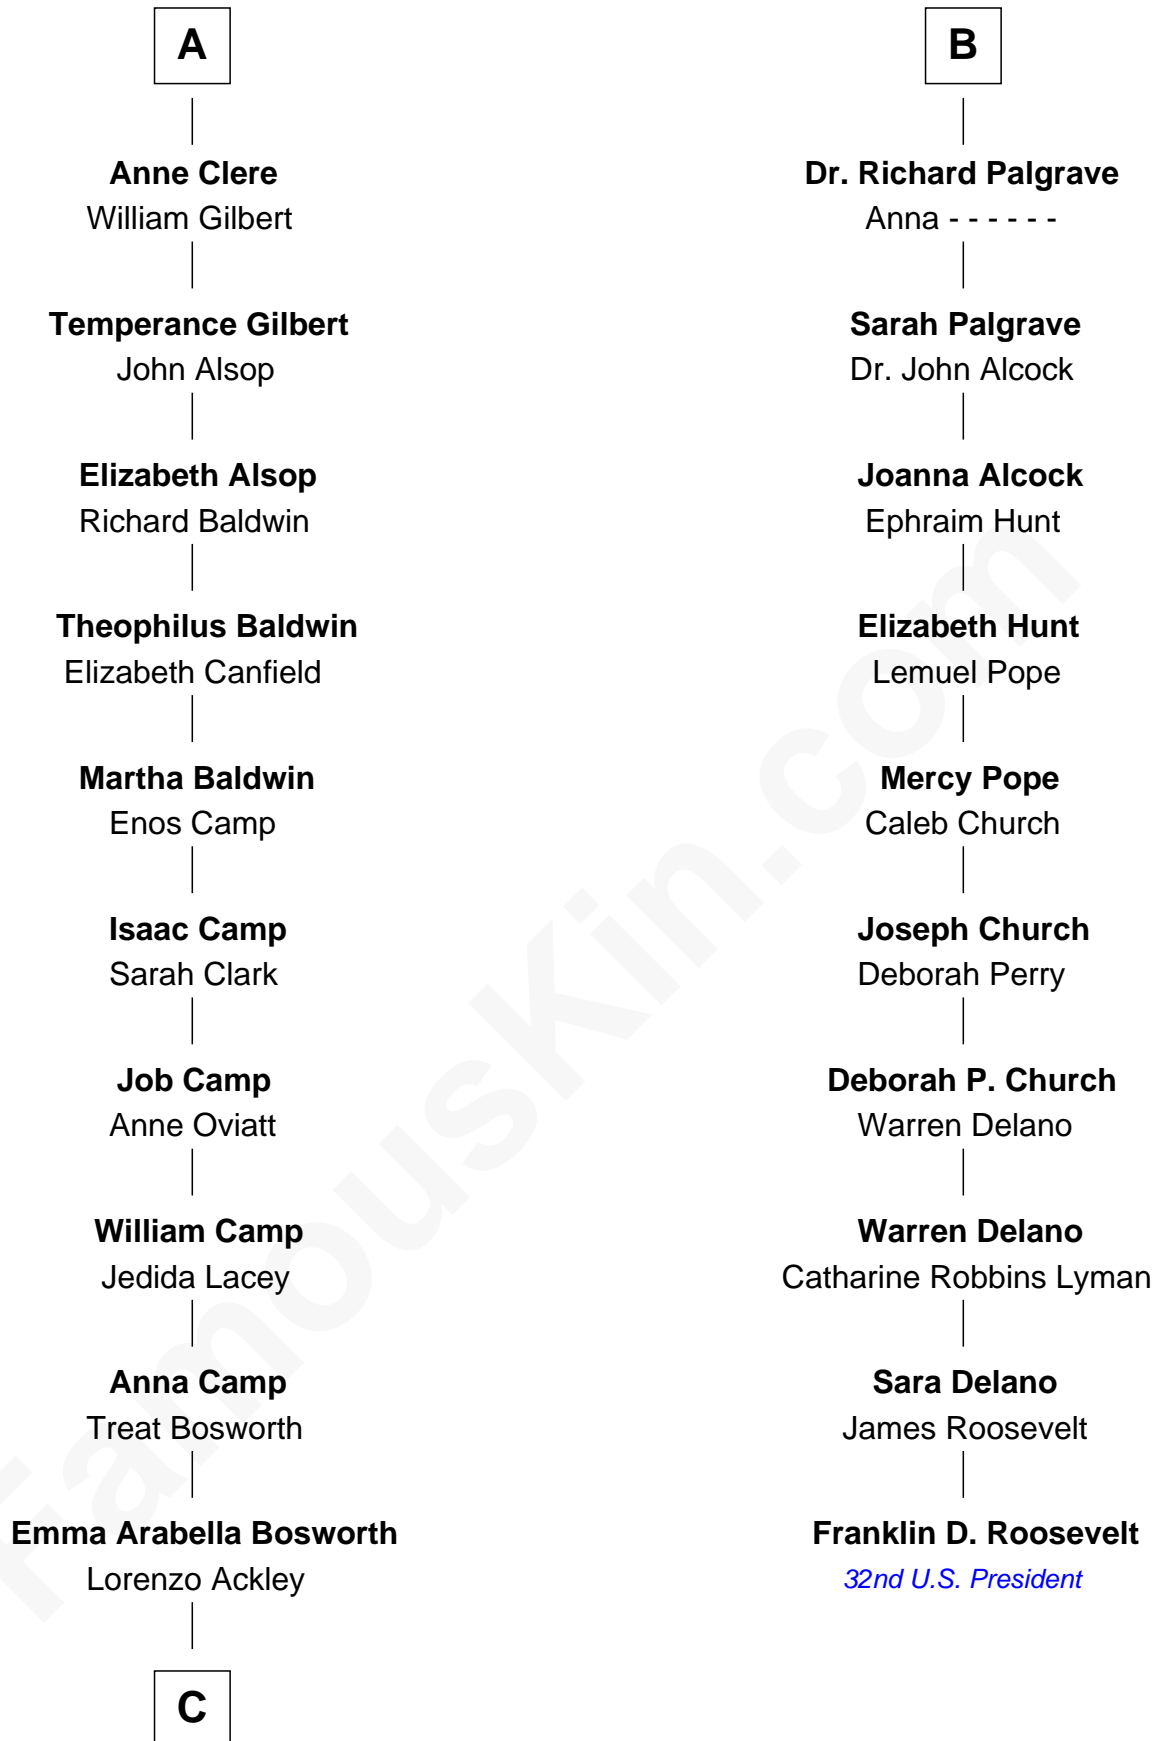 A
Anne Clere
William Gilbert
Temperance Gilbert
John Alsop
Elizabeth Alsop
Richard Baldwin
Theophilus Baldwin
Elizabeth Canfield
Martha Baldwin
Enos Camp
Isaac Camp
Sarah Clark
Job Camp
Anne Oviatt
William Camp
Jedida Lacey
Anna Camp
Treat Bosworth
Emma Arabella Bosworth
Lorenzo Ackley
C
B
Dr. Richard Palgrave
Anna - - - - - -
Sarah Palgrave
Dr. John Alcock
Joanna Alcock
Ephraim Hunt
Elizabeth Hunt
Lemuel Pope
Mercy Pope
Caleb Church
Joseph Church
Deborah Perry
Deborah P. Church
Warren Delano
Warren Delano
Catharine Robbins Lyman
Sara Delano
James Roosevelt
Franklin D. Roosevelt
32nd U.S. President
FamousKin.com